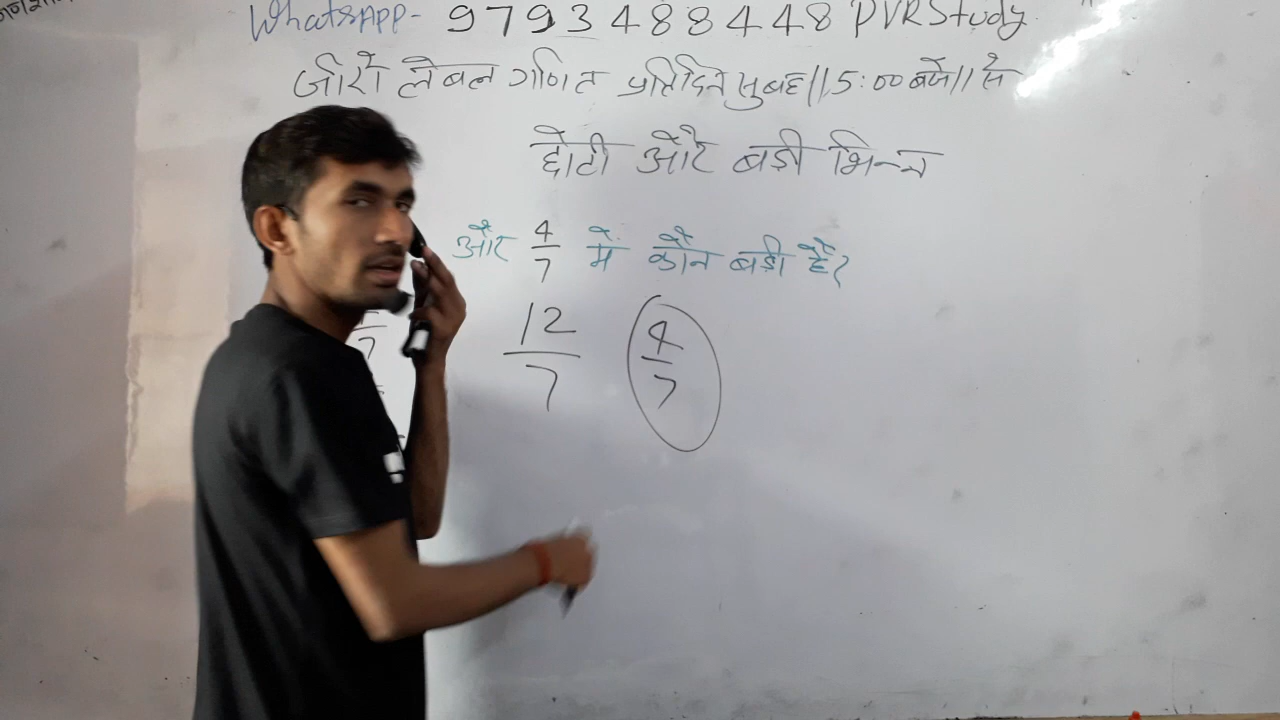 WhatsApp- 9793488448 PVRStudy
जीरो लेबल गणित प्रतिदिन सुबह//5:00 बजे// से
छोटी और बड़ी भिन्न
और 4/7 में कौन बड़ी है?
12/7 4/7
7